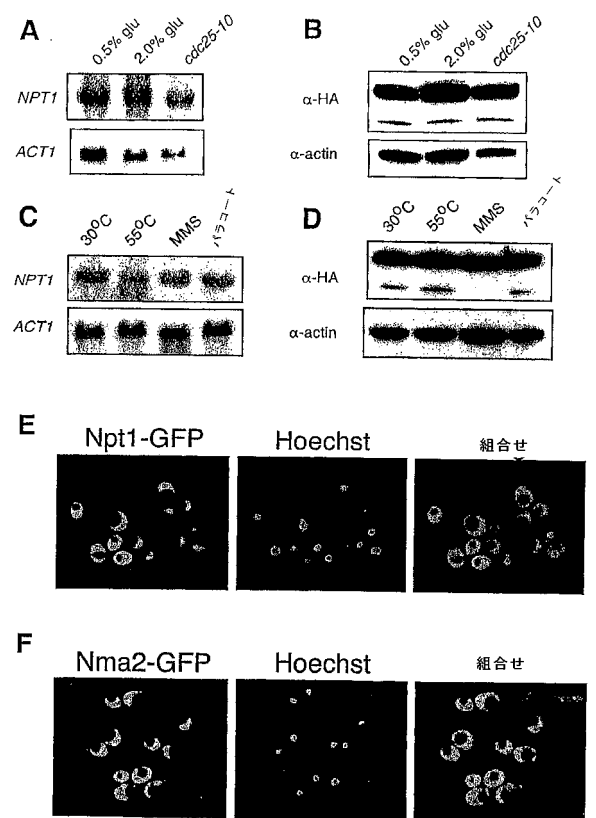 A
0.5% glu
2.0% glu
cdc25-10
NPT1
ACT1
B
0.5% glu
2.0% glu
cdc25-10
α-HA
α-actin
C
30°C
55°C
MMS
パラコート
NPT1
ACT1
D
30°C
55°C
MMS
パラコート
α-HA
α-actin
E
Npt1-GFP
Hoechst
組合せ
F
Nma2-GFP
Hoechst
組合せ